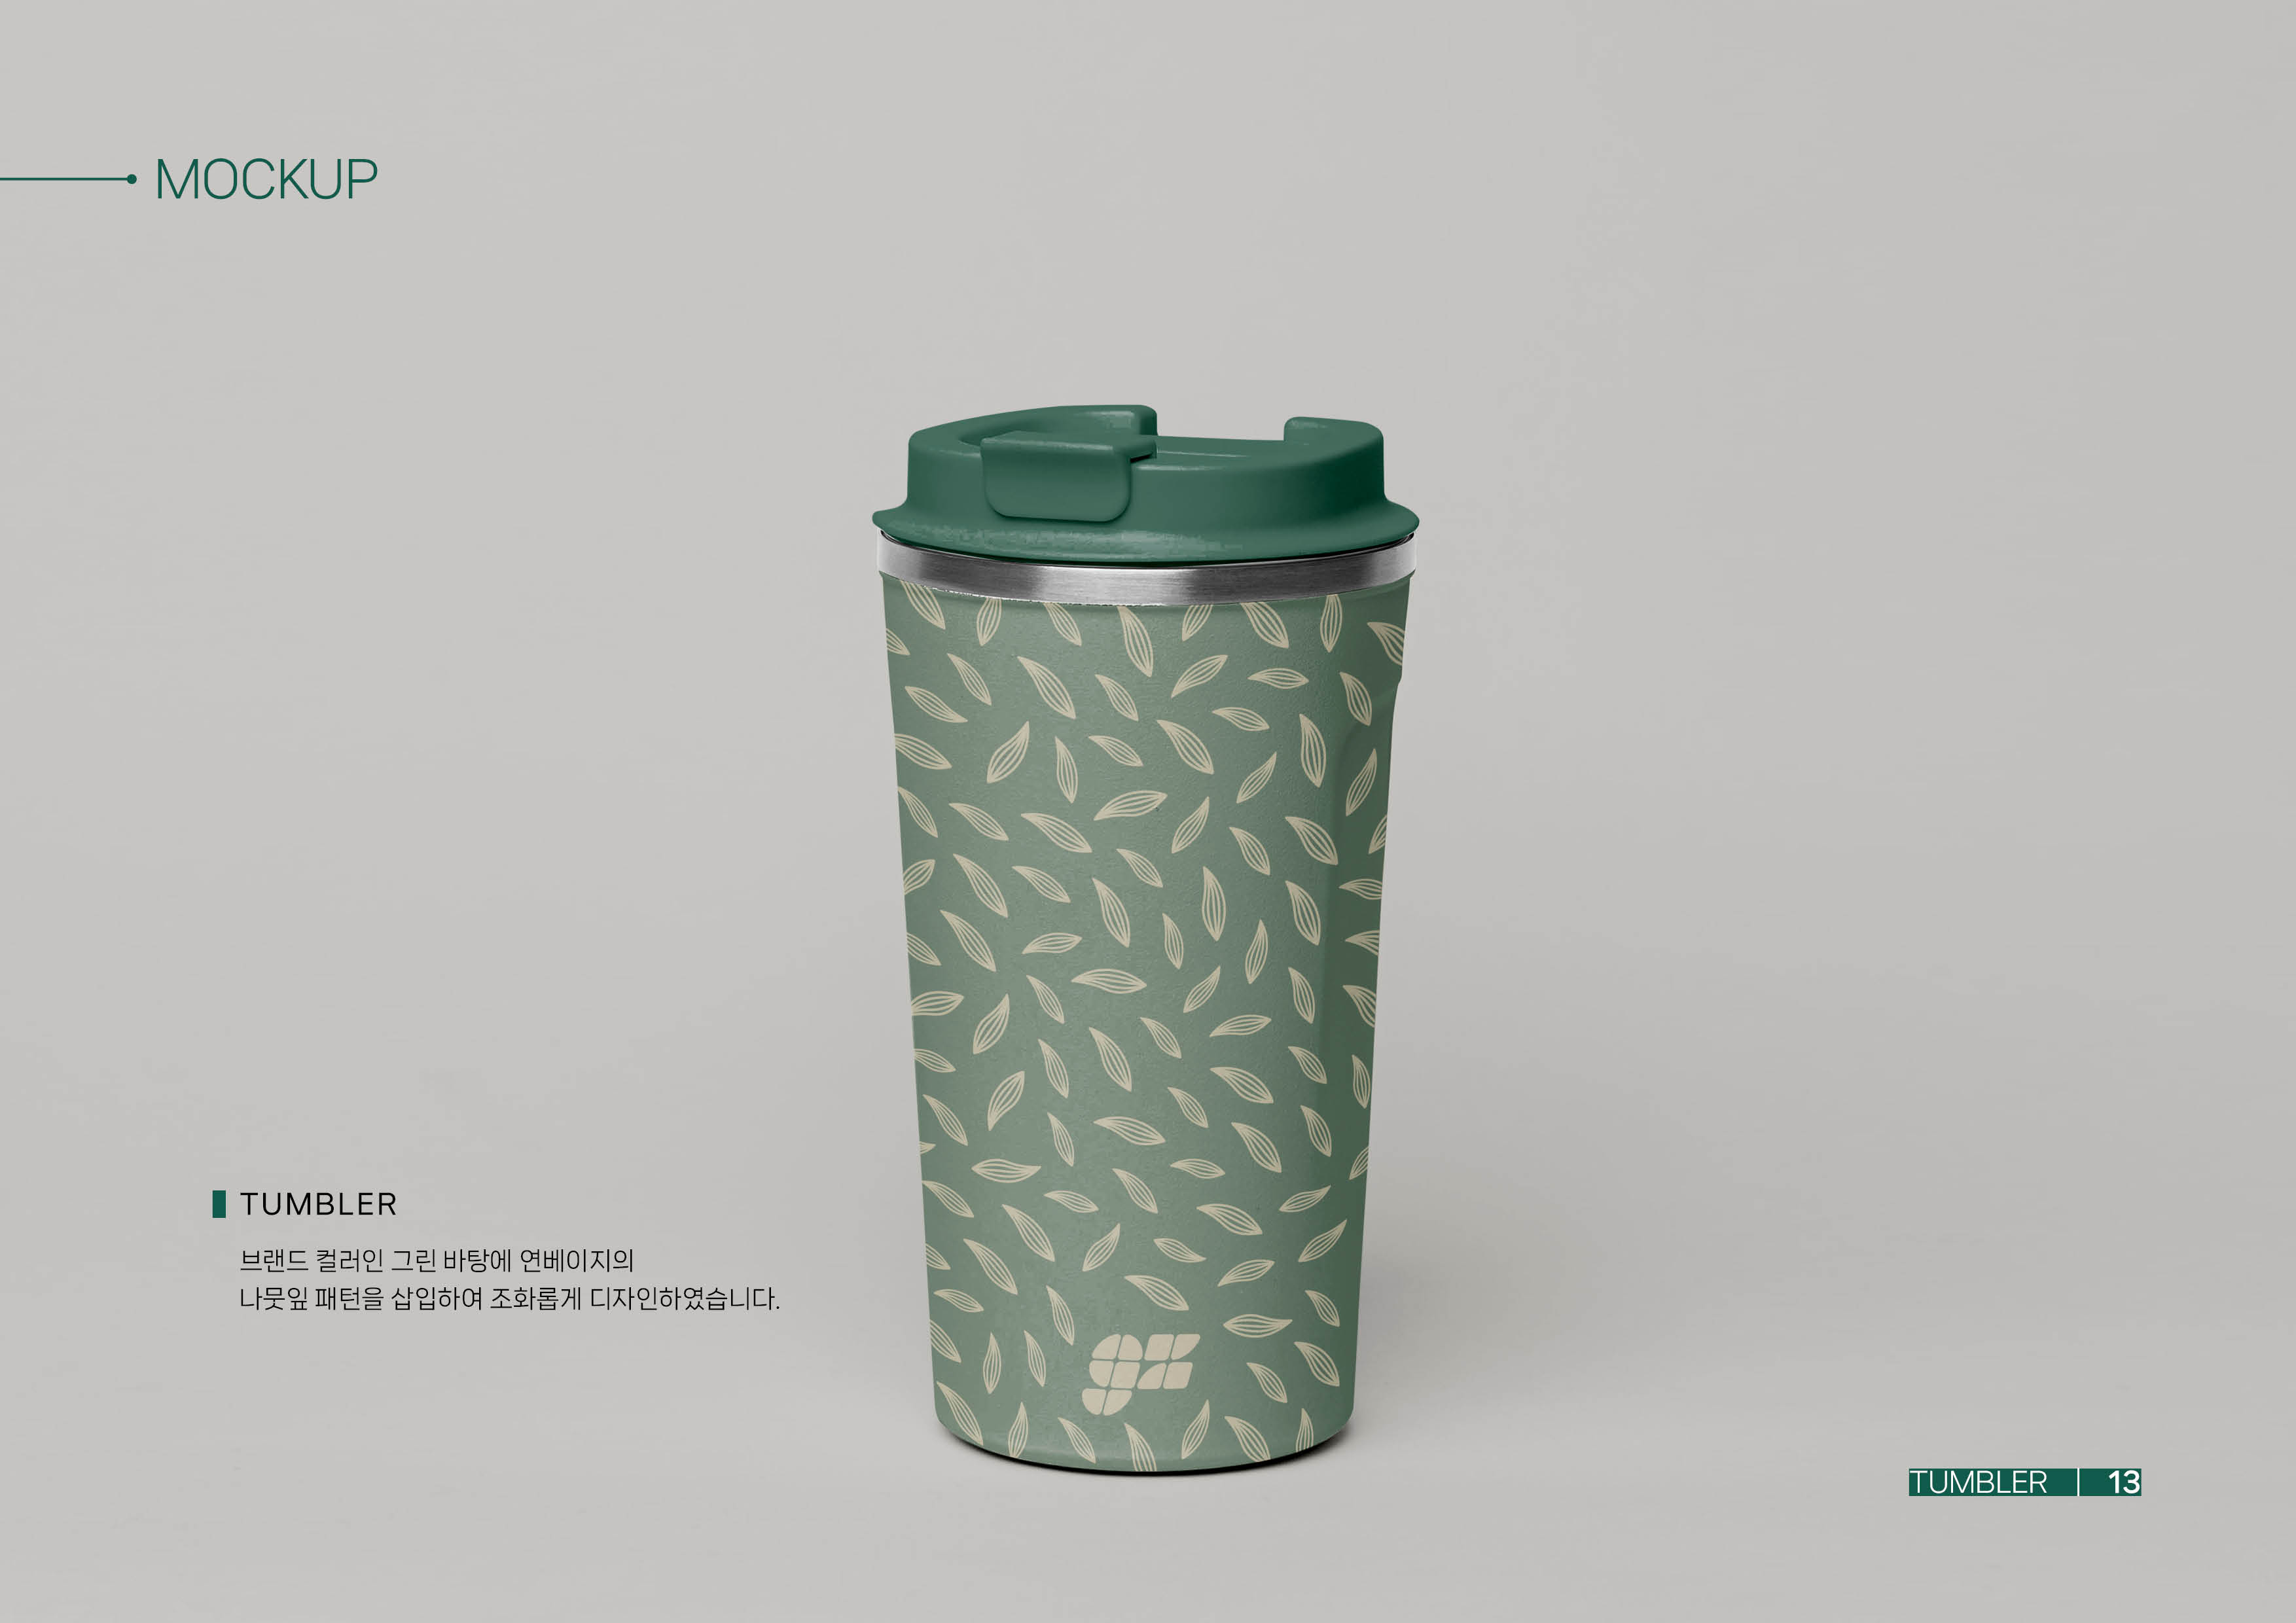 MOCKUP
TUMBLER
브랜드 컬러인 그린 바탕에 연베이지의
나뭇잎 패턴을 삽입하여 조화롭게 디자인하였습니다.
TUMBLER | 13